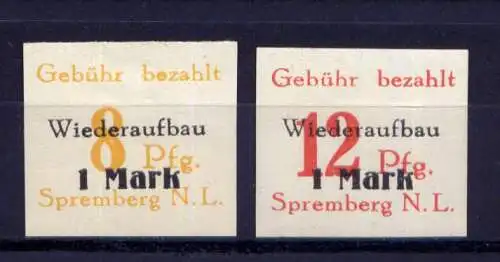 Gebühr bezahlt
Wiederaufbau
8 Pfg.
1 Mark
Spremberg N.L.
Gebühr bezahlt
Wiederaufbau
12 Pfg.
1 Mark
Spremberg N.L.